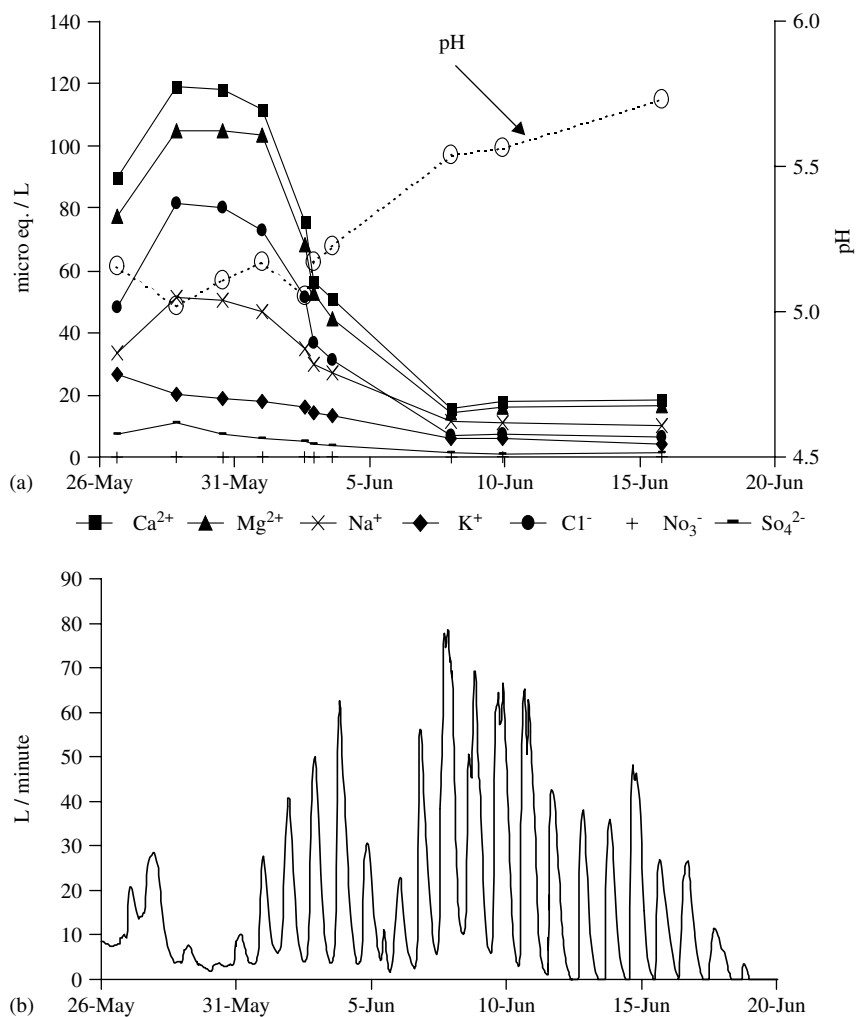 140
120
100
80
60
40
20
0
micro eq. / L
6.0
5.5
5.0
4.5
pH
pH
(a)
26-May 31-May 5-Jun 10-Jun 15-Jun 20-Jun
Ca²⁺ Mg²⁺ Na⁺ K⁺ C1⁻ No₃⁻ So₄²⁻
90
80
70
60
50
40
30
20
10
0
L / minute
(b)
26-May 31-May 5-Jun 10-Jun 15-Jun 20-Jun